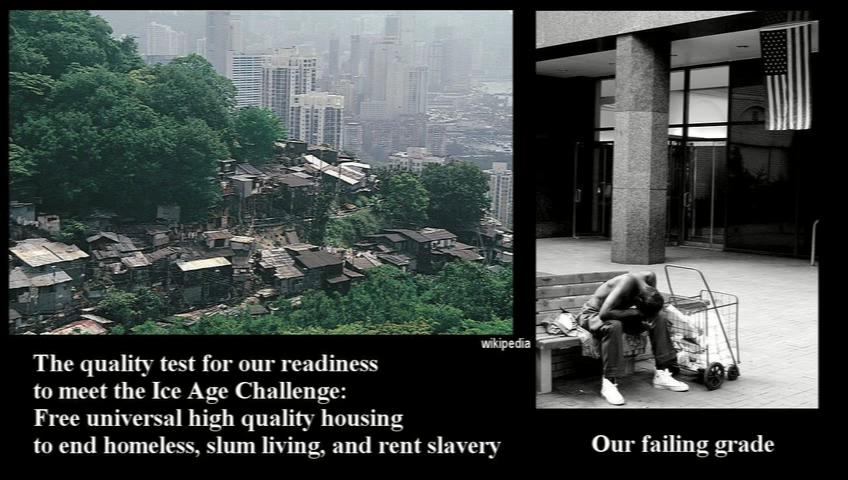 wikipedia
The quality test for our readiness
to meet the Ice Age Challenge:
Free universal high quality housing
to end homeless, slum living, and rent slavery
Our failing grade